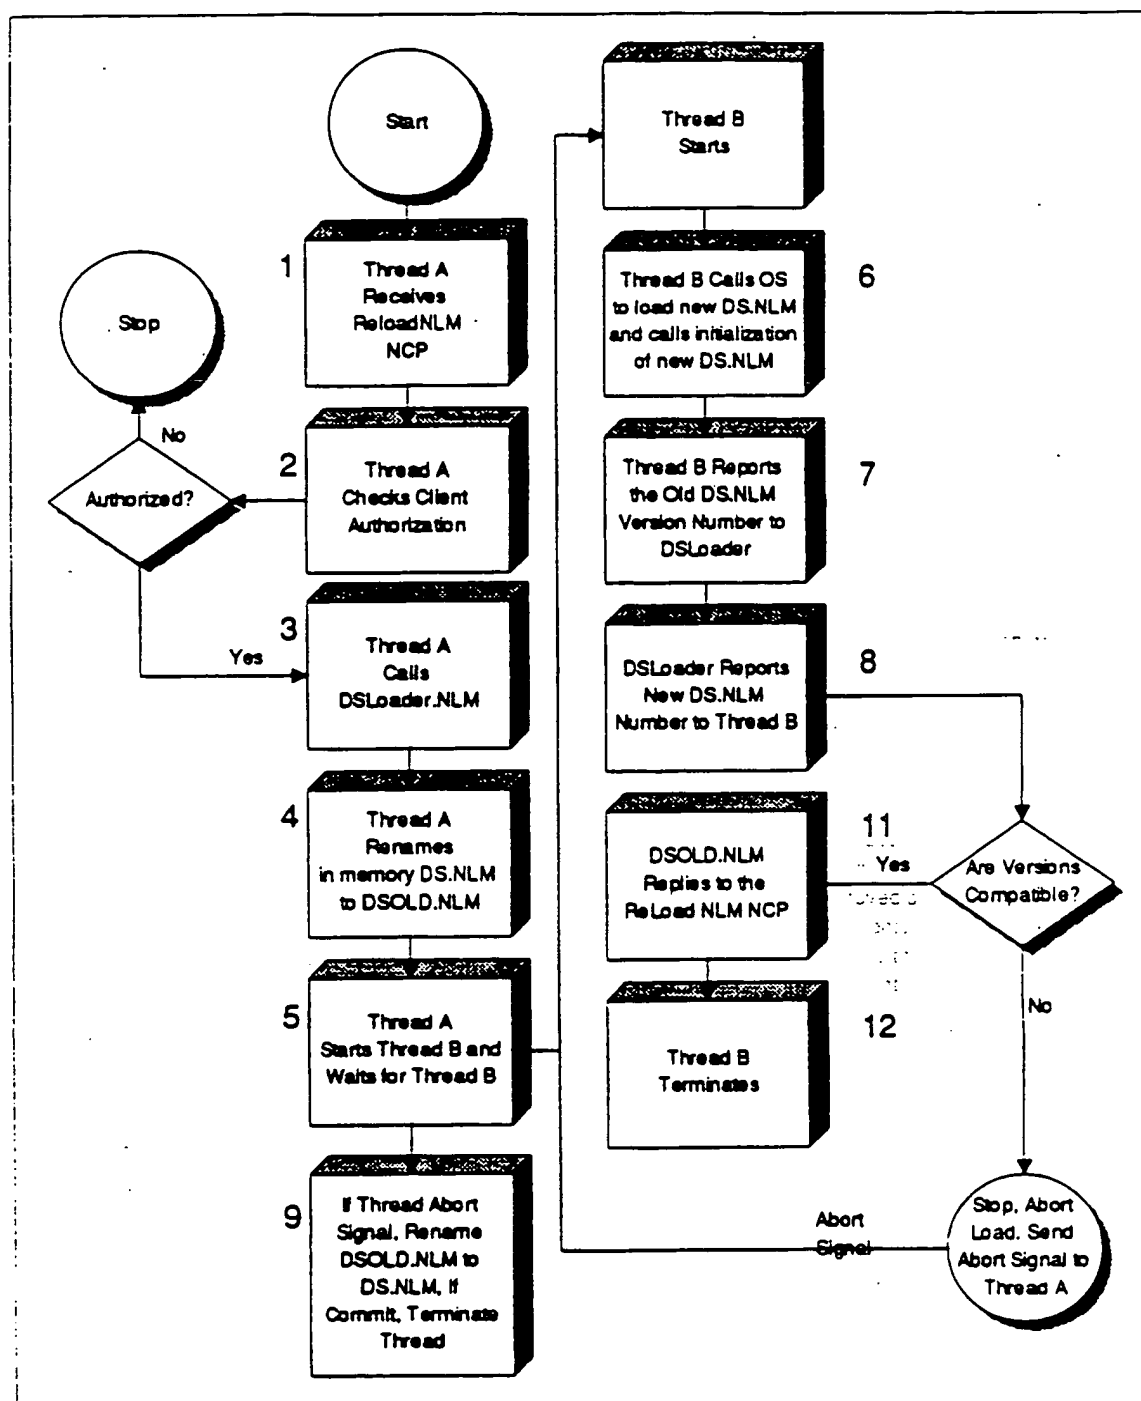 Start
1
Thread A
Receives
ReloadNLM
NCP
Stop
No
2
Thread A
Checks Client
Authorization
Authorized?
Yes
3
Thread A
Calls
DSLoader.NLM
4
Thread A
Renames
in memory DS.NLM
to DSOLD.NLM
5
Thread A
Starts Thread B and
Waits for Thread B
9
If Thread Abort
Signal, Rename
DSOLD.NLM to
DS.NLM, If
Commit, Terminate
Thread
Thread B
Starts
6
Thread B Calls OS
to load new DS.NLM
and calls initialization
of new DS.NLM
7
Thread B Reports
the Old DS.NLM
Version Number to
DSLoader
8
DSLoader Reports
New DS.NLM
Number to Thread B
Are Versions
Compatible?
Yes
11
DSOLD.NLM
Replies to the
ReLoad NLM NCP
12
Thread B
Terminates
No
Stop, Abort
Load. Send
Abort Signal to
Thread A
Abort
Signal